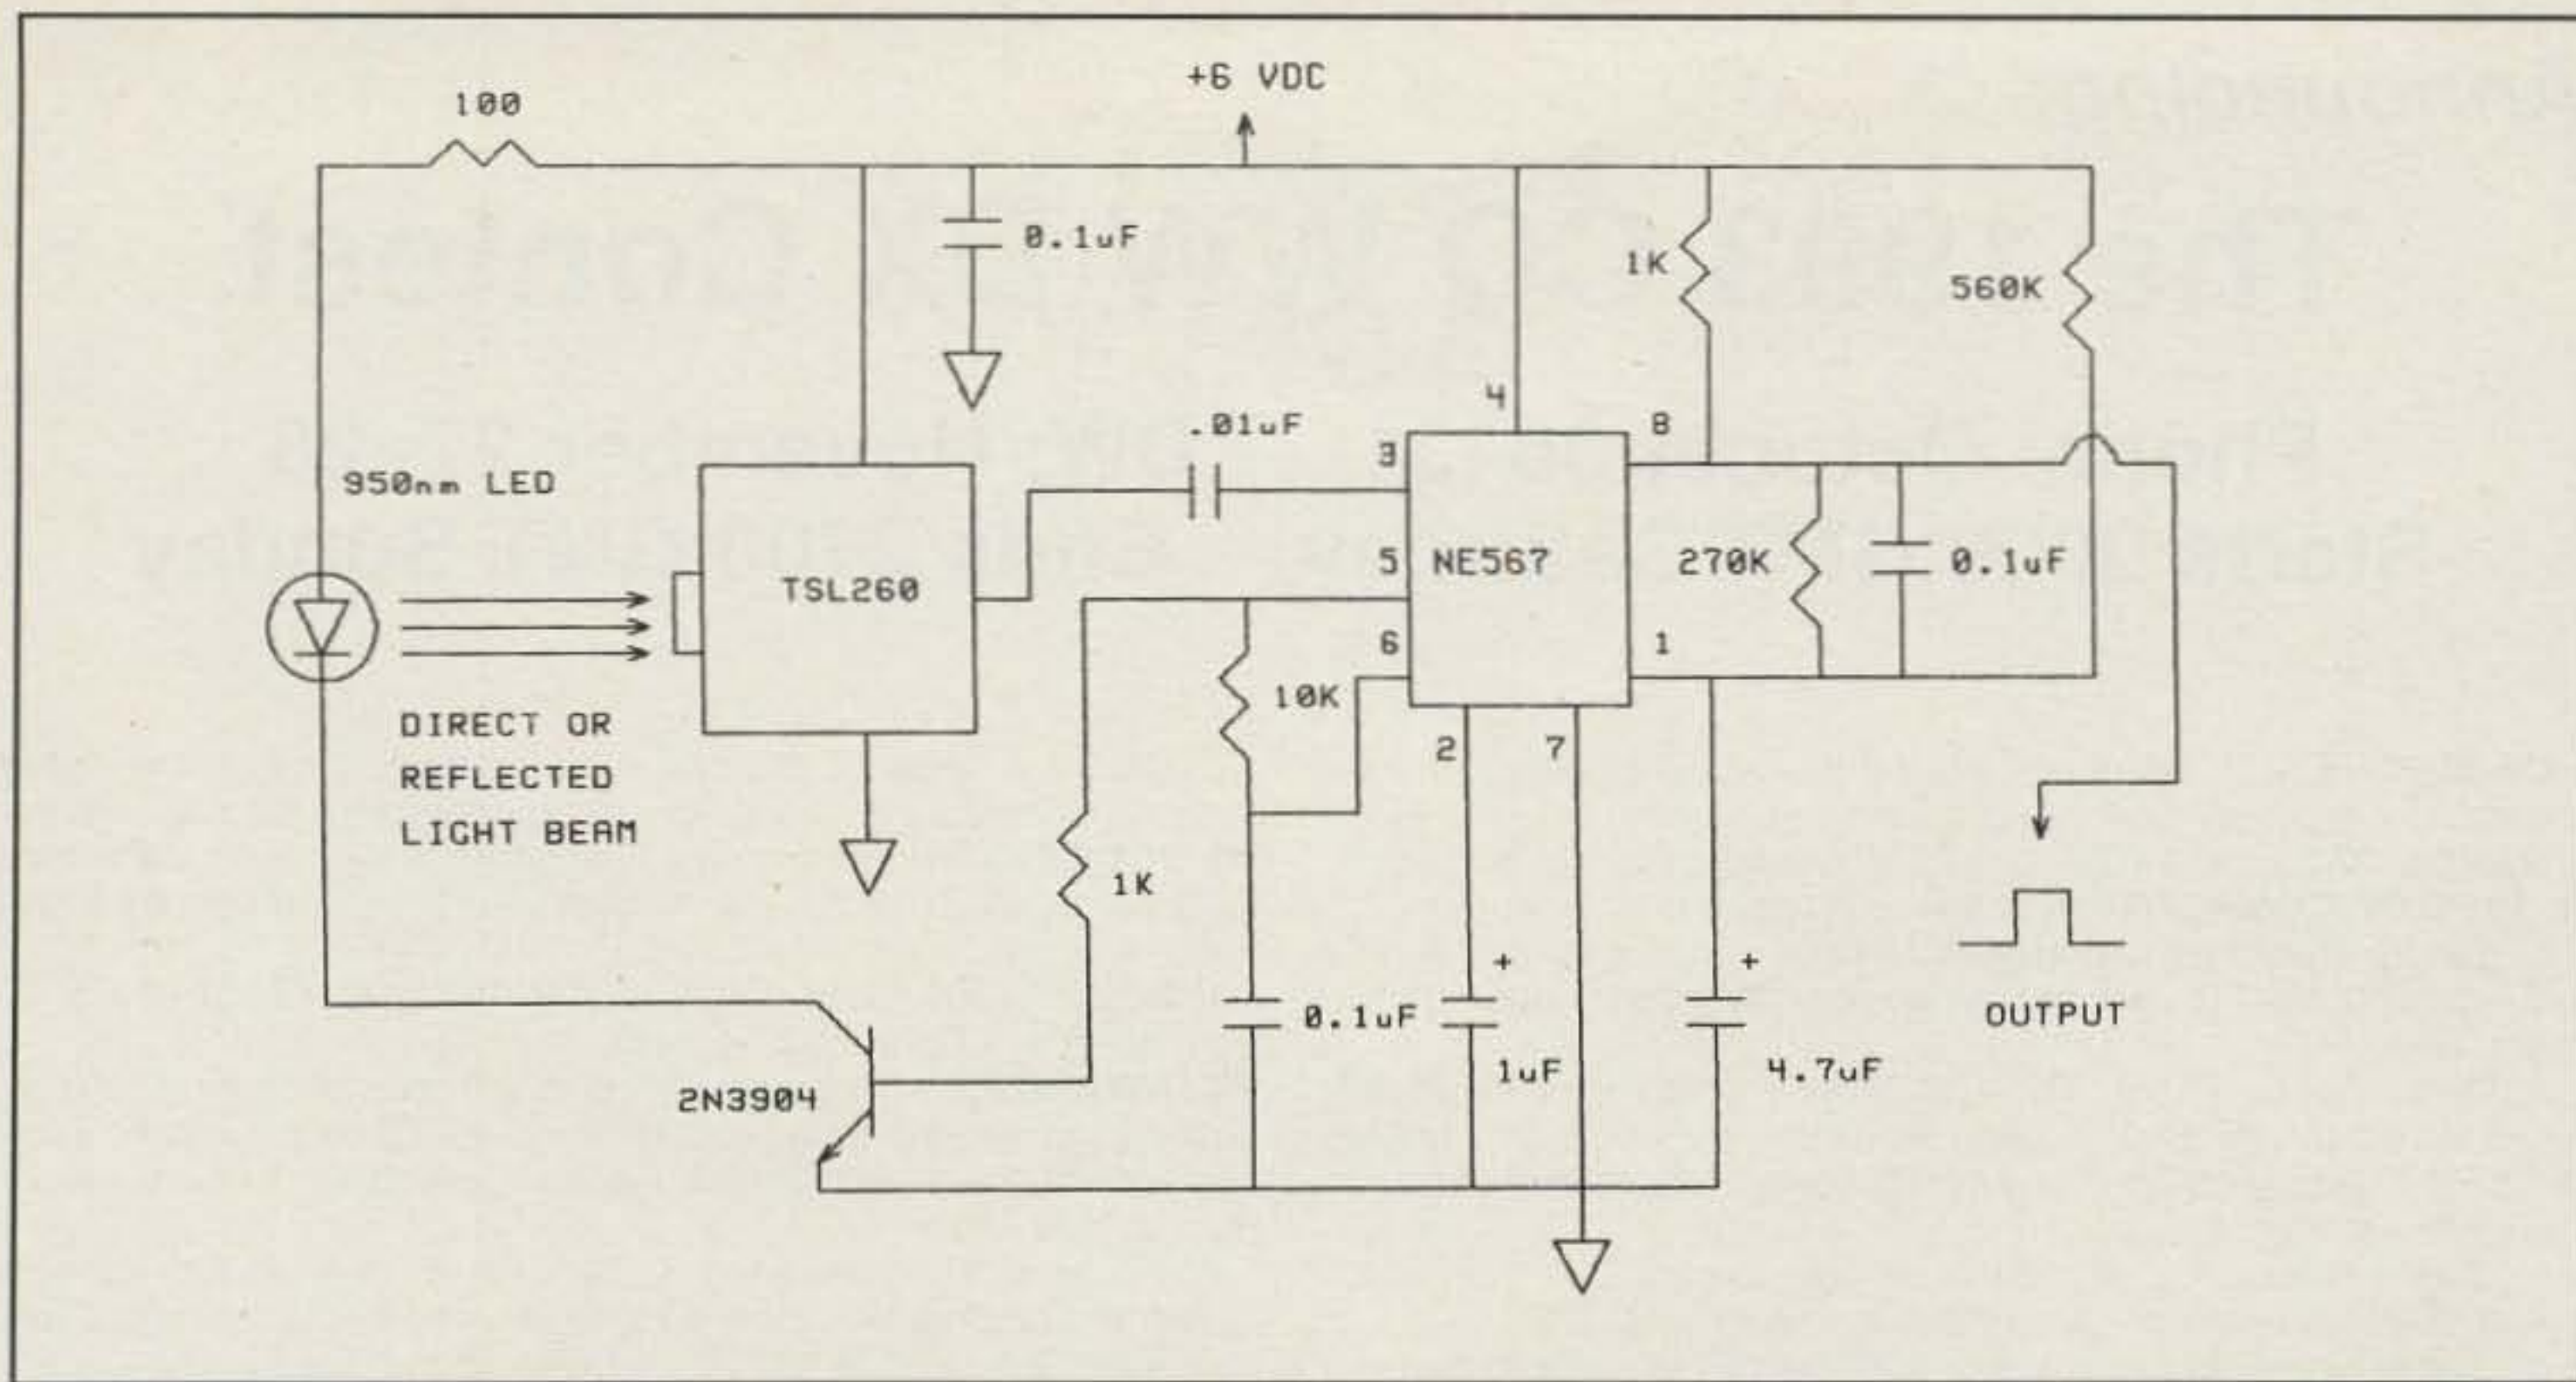 +6 VDC
100
0.1uF
1K
560K
4
8
.01uF
3
950nm LED
5
NE567
270K
0.1uF
TSL260
6
1
10K
DIRECT OR
REFLECTED
LIGHT BEAM
2
7
1K
+
+
0.1uF
OUTPUT
1uF
4.7uF
2N3904